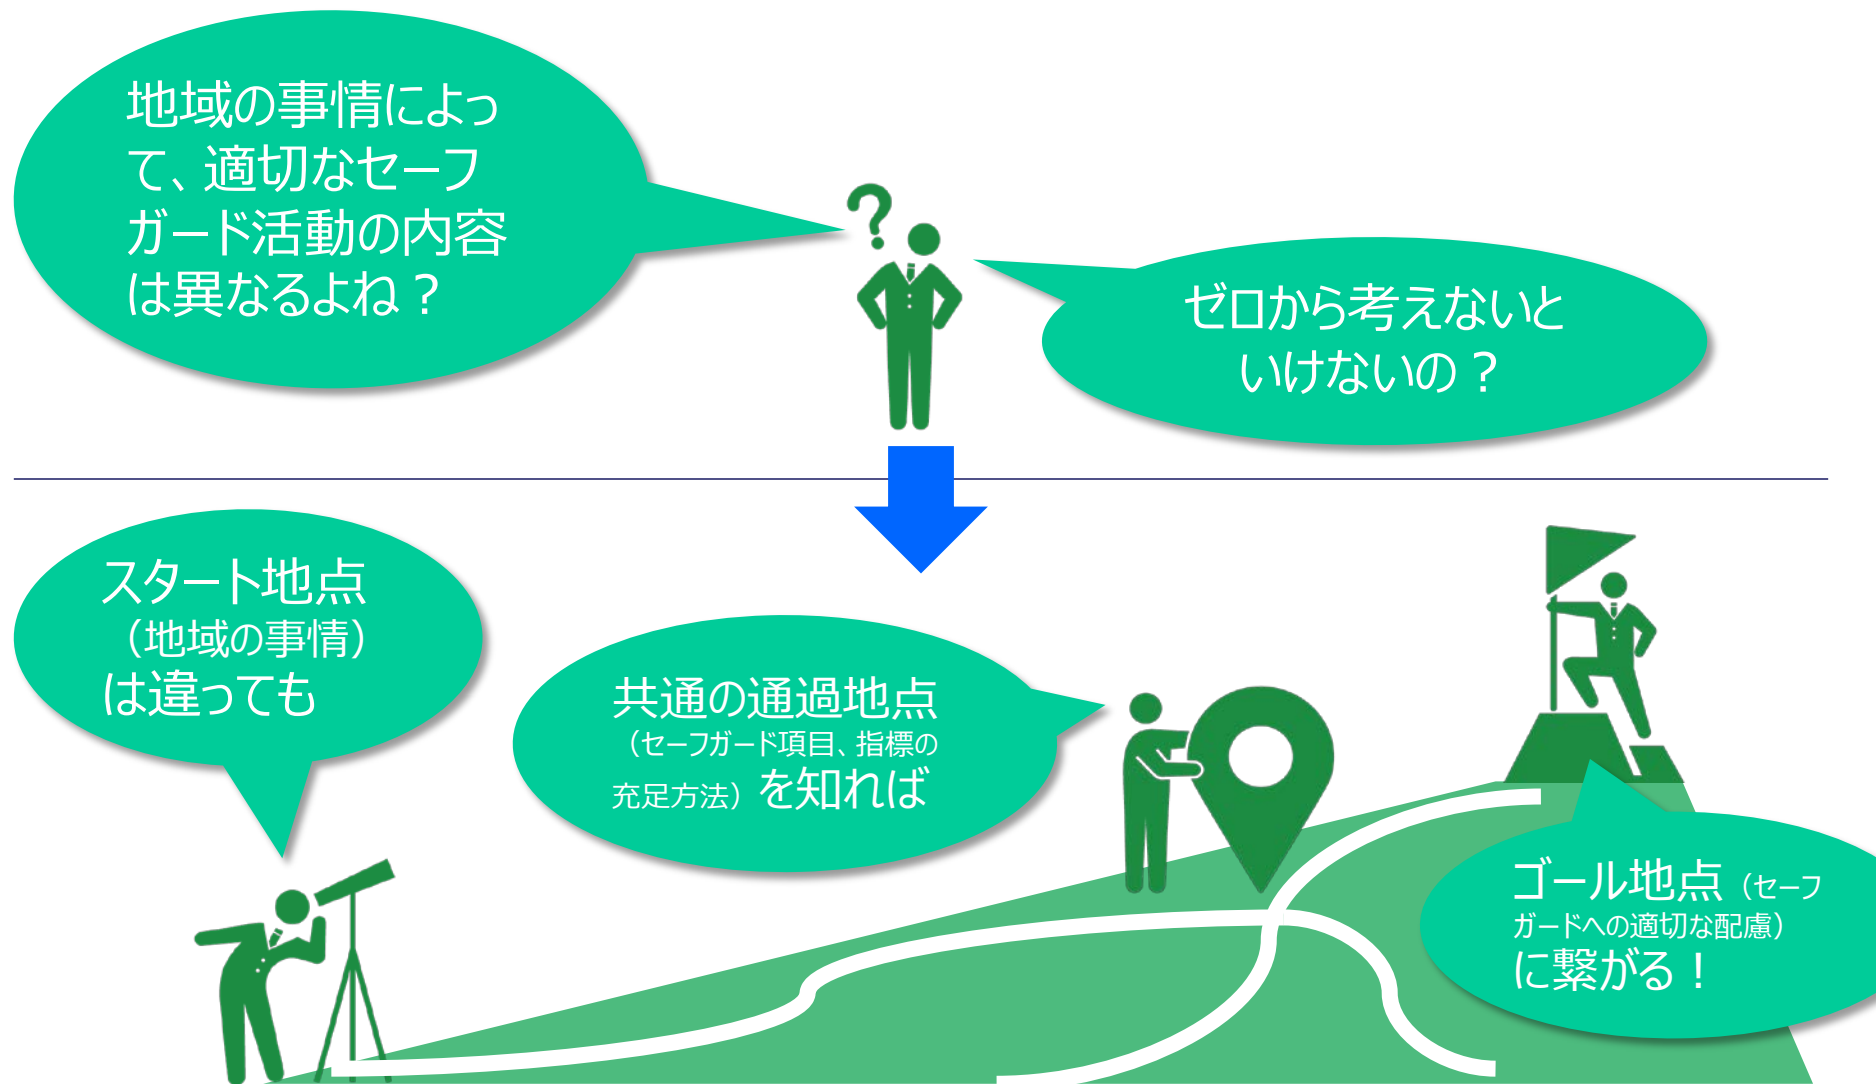 地域の事情によっ
て、適切なセーフ
ガード活動の内容
は異なるよね？
ゼロから考えないと
いけないの？
スタート地点
（地域の事情）
は違っても
共通の通過地点
（セーフガード項目、指標の
充足方法）を知れば
ゴール地点（セーフ
ガードへの適切な配慮）
に繋がる！